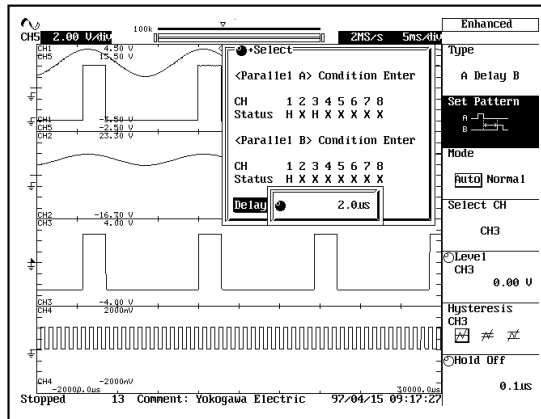 Enhanced
CH5 2.00 V/div
100k
2MS/s 5ms/div
CH1 4.50 V
CH5 15.50 V
CH1 -3.50 V
CH5 -2.50 V
CH2 23.30 V
CH2 -16.70 V
CH3 4.00 V
CH3 -4.00 V
CH4 2000mV
CH4 -2000mV
-20000.0us
30000.0us
+Select
<Parallel A> Condition Enter
CH 1 2 3 4 5 6 7 8
Status H X H X X X X X
<Parallel B> Condition Enter
CH 1 2 3 4 5 6 7 8
Status H X X X X X X X
Delay
2.0us
Type
A Delay B
Set Pattern
A
B
Mode
Auto Normal
Select CH
CH3
Level
CH3
0.00 V
Hysteresis
CH3
Hold Off
0.1us
Stopped 13 Comment: Yokogawa Electric 97/04/15 09:17:27